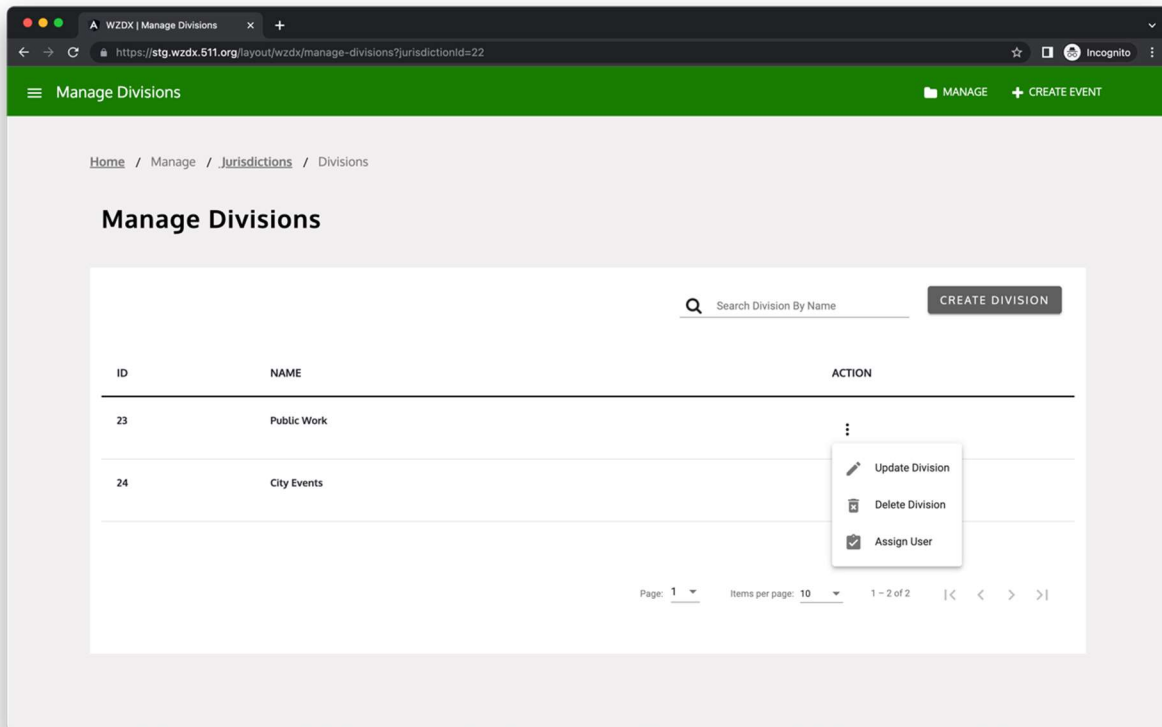 WZDX | Manage Divisions
https://stg.wzdx.511.org/layout/wzdx/manage-divisions?jurisdictionId=22
Incognito
Manage Divisions
MANAGE
CREATE EVENT
Home / Manage / Jurisdictions / Divisions
Manage Divisions
Search Division By Name
CREATE DIVISION
ID NAME ACTION
23 Public Work
Update Division
24 City Events
Delete Division
Assign User
Page: 1 Items per page: 10 1 – 2 of 2